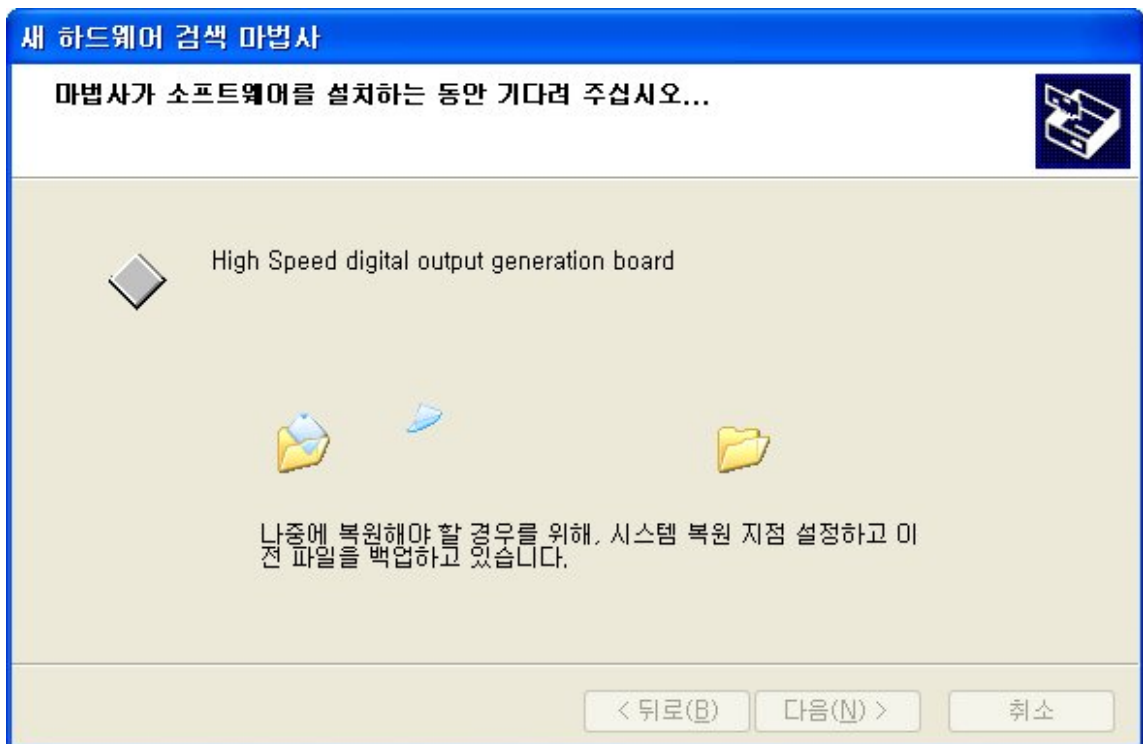 새 하드웨어 검색 마법사
마법사가 소프트웨어를 설치하는 동안 기다려 주십시오...
High Speed digital output generation board
나중에 복원해야 할 경우를 위해, 시스템 복원 지점 설정하고 이
전 파일을 백업하고 있습니다.
< 뒤로(B) 다음(N) > 취소